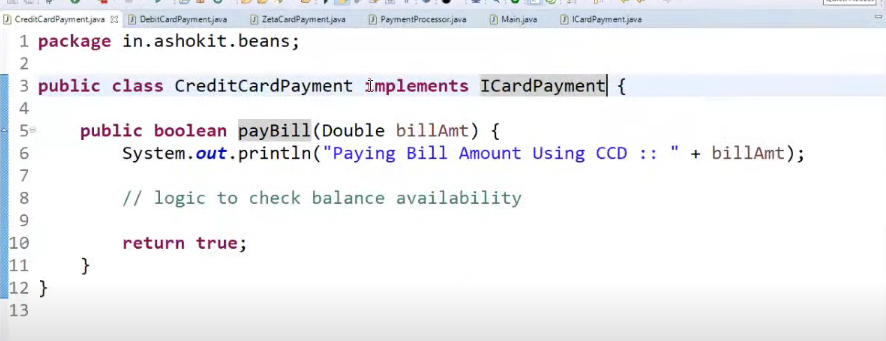 CreditCardPayment.java DebitCardPayment.java ZetaCardPayment.java PaymentProcessor.java Main.java ICardPayment.java
1 package in.ashokit.beans;
2
3 public class CreditCardPayment implements ICardPayment {
4
5 public boolean payBill(Double billAmt) {
6 System.out.println("Paying Bill Amount Using CCD :: " + billAmt);
7
8 // logic to check balance availability
9
10 return true;
11 }
12 }
13